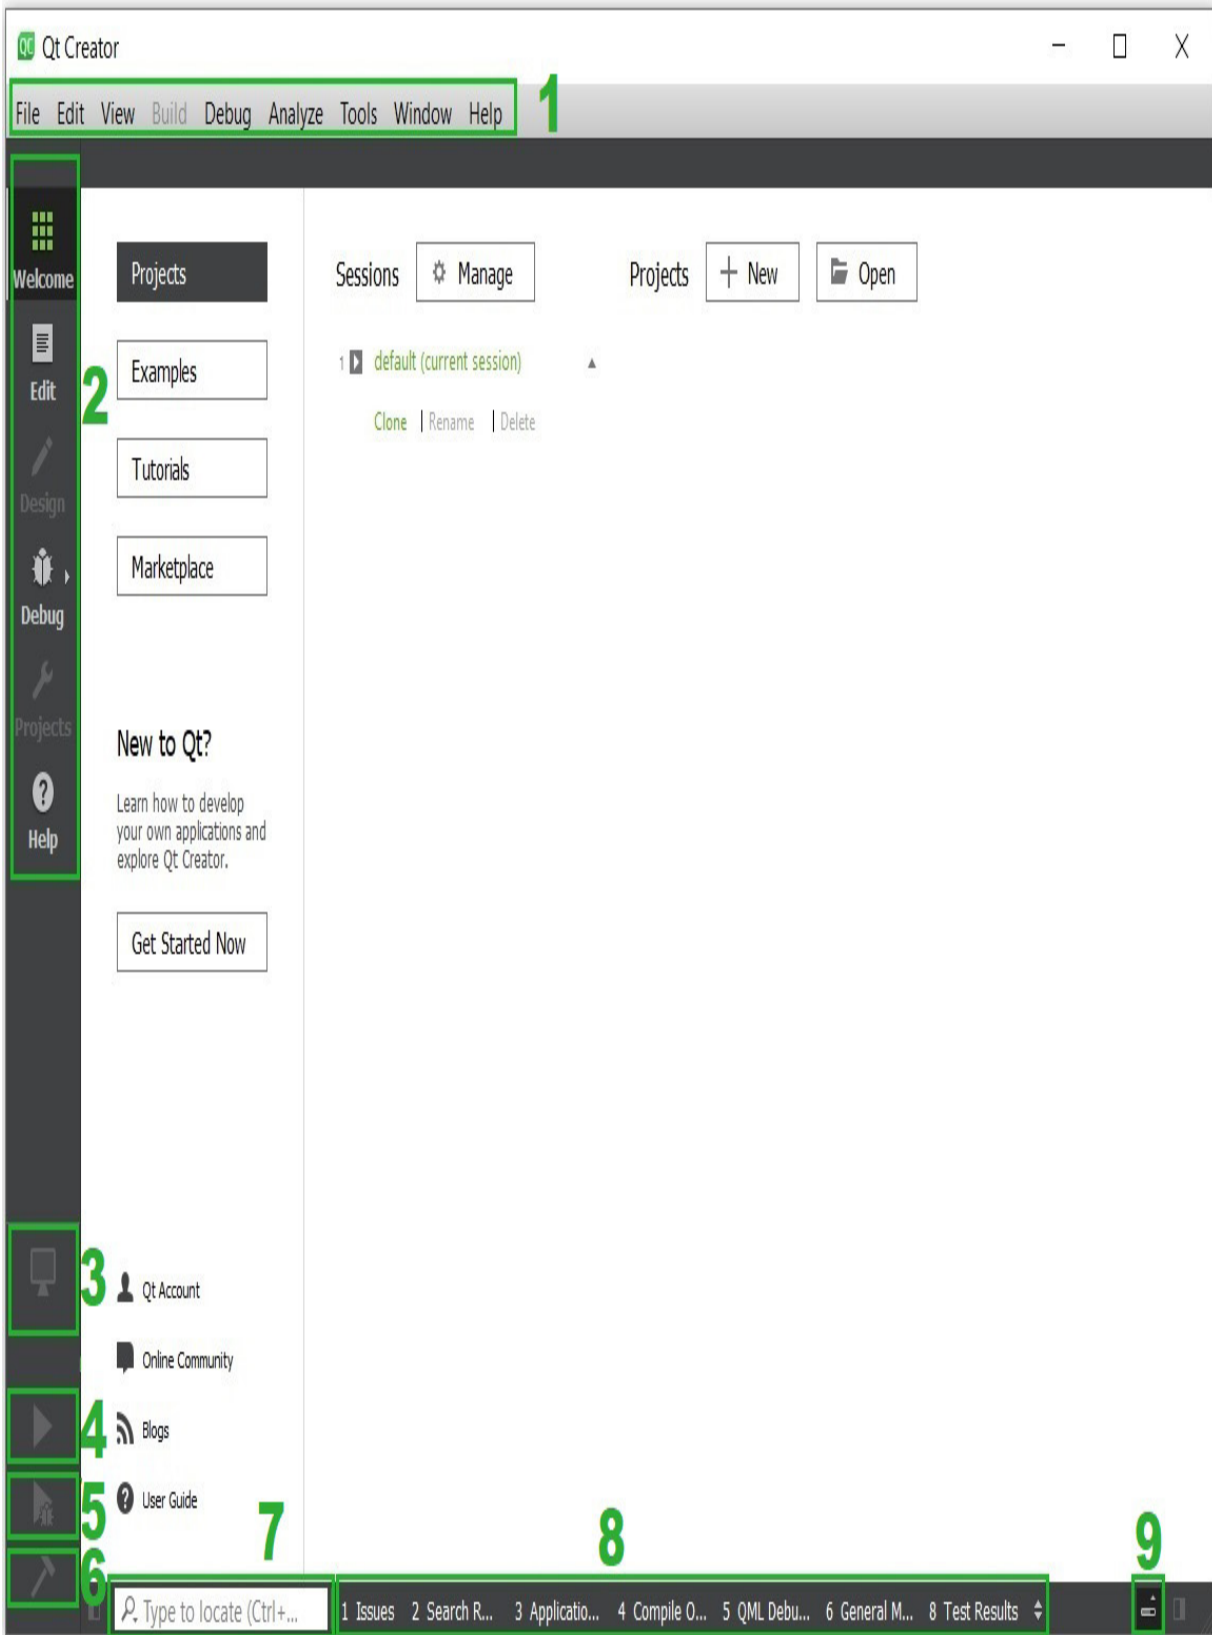 Qt Creator
File Edit View Build Debug Analyze Tools Window Help
1
Welcome
Edit
Design
Debug
Projects
Help
2
Projects
Examples
Tutorials
Marketplace
New to Qt?
Learn how to develop
your own applications and
explore Qt Creator.
Get Started Now
Sessions Manage Projects New Open
1 default (current session)
Clone | Rename | Delete
3
4
5
6
Qt Account
Online Community
Blogs
User Guide
7
8
9
Type to locate (Ctrl+...
1 Issues 2 Search R... 3 Applicatio... 4 Compile O... 5 QML Debu... 6 General M... 8 Test Results